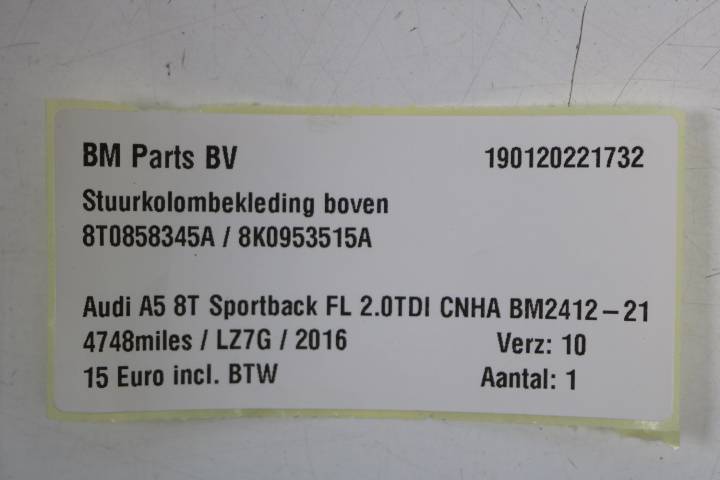 BM Parts BV 190120221732
Stuurkolombekleding boven
8T0858345A / 8K0953515A
Audi A5 8T Sportback FL 2.0TDI CNHA BM2412-21
4748miles / LZ7G / 2016 Verz: 10
15 Euro incl. BTW Aantal: 1